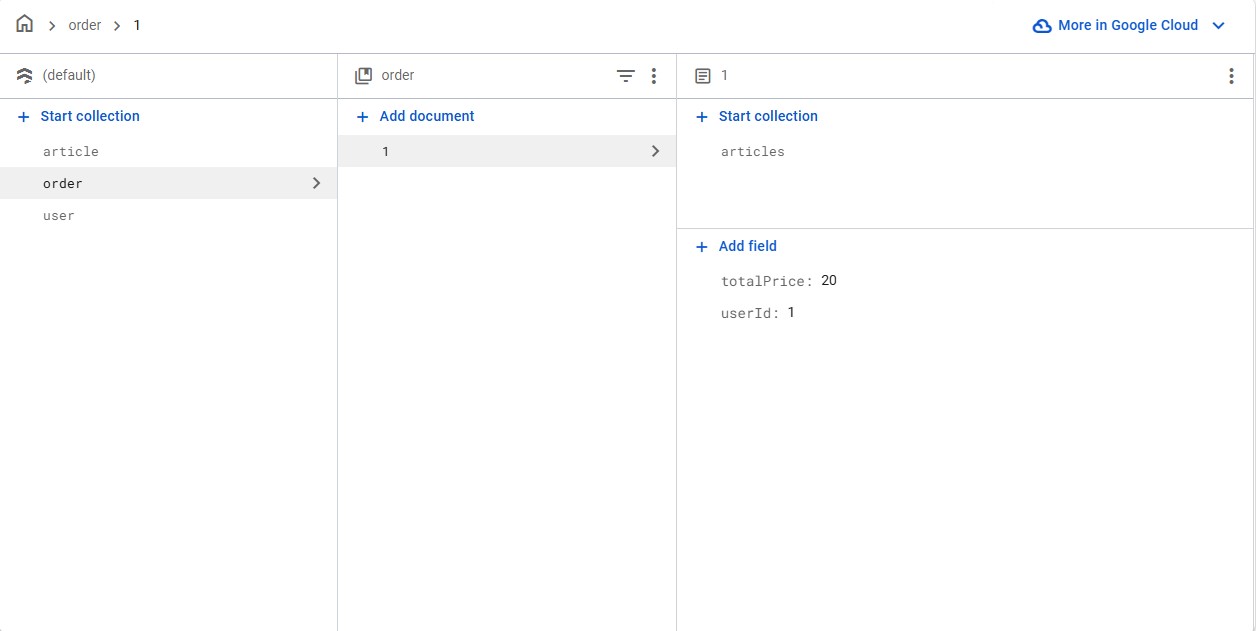 order 1 More in Google Cloud
(default)
Start collection
article
order
user
order
Add document
1
1
Start collection
articles
Add field
totalPrice: 20
userId: 1